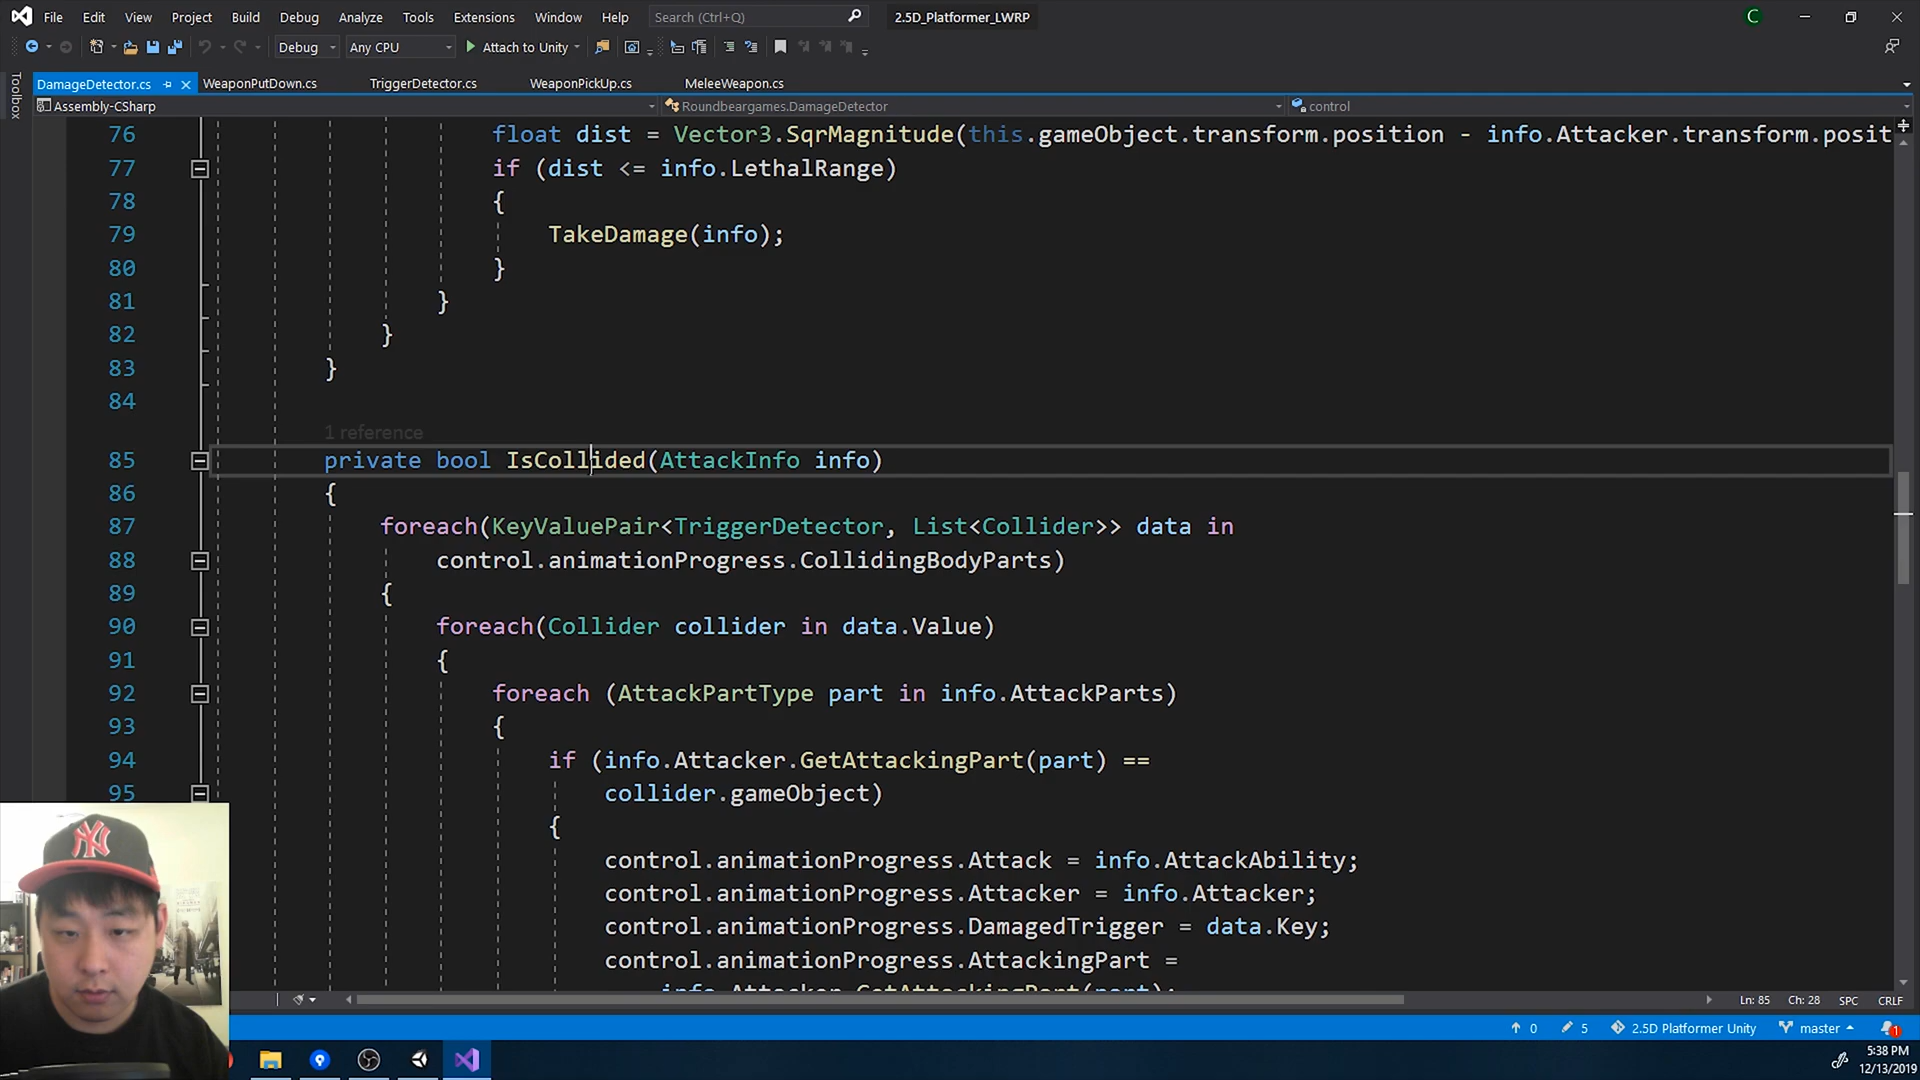 File Edit View Project Build Debug Analyze Tools Extensions Window Help Search (Ctrl+Q) 2.5D_Platformer_LWRP C
Debug Any CPU Attach to Unity
Toolbox
DamageDetector.cs WeaponPutDown.cs TriggerDetector.cs WeaponPickUp.cs MeleeWeapon.cs
Assembly-CSharp Roundbeargames.DamageDetector control
76 float dist = Vector3.SqrMagnitude(this.gameObject.transform.position - info.Attacker.transform.posit
77 if (dist <= info.LethalRange)
78 {
79 TakeDamage(info);
80 }
81 }
82 }
83 }
84
1 reference
85 private bool IsCollided(AttackInfo info)
86 {
87 foreach(KeyValuePair<TriggerDetector, List<Collider>> data in
88 control.animationProgress.CollidingBodyParts)
89 {
90 foreach(Collider collider in data.Value)
91 {
92 foreach (AttackPartType part in info.AttackParts)
93 {
94 if (info.Attacker.GetAttackingPart(part) ==
95 collider.gameObject)
{
control.animationProgress.Attack = info.AttackAbility;
control.animationProgress.Attacker = info.Attacker;
control.animationProgress.DamagedTrigger = data.Key;
control.animationProgress.AttackingPart =
info.Attacker.GetAttackingPart(part);
Ln: 85 Ch: 28 SPC CRLF
0 5 2.5D Platformer Unity master 1
5:38 PM
12/13/2019